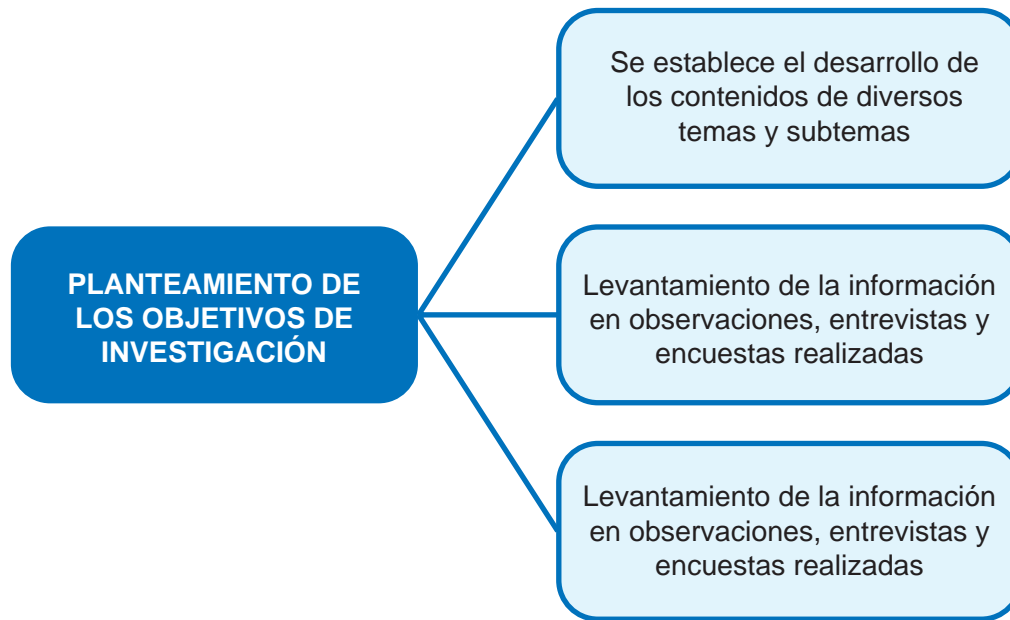 Se establece el desarrollo de
los contenidos de diversos
temas y subtemas
PLANTEAMIENTO DE
LOS OBJETIVOS DE
INVESTIGACIÓN
Levantamiento de la información
en observaciones, entrevistas y
encuestas realizadas
Levantamiento de la información
en observaciones, entrevistas y
encuestas realizadas